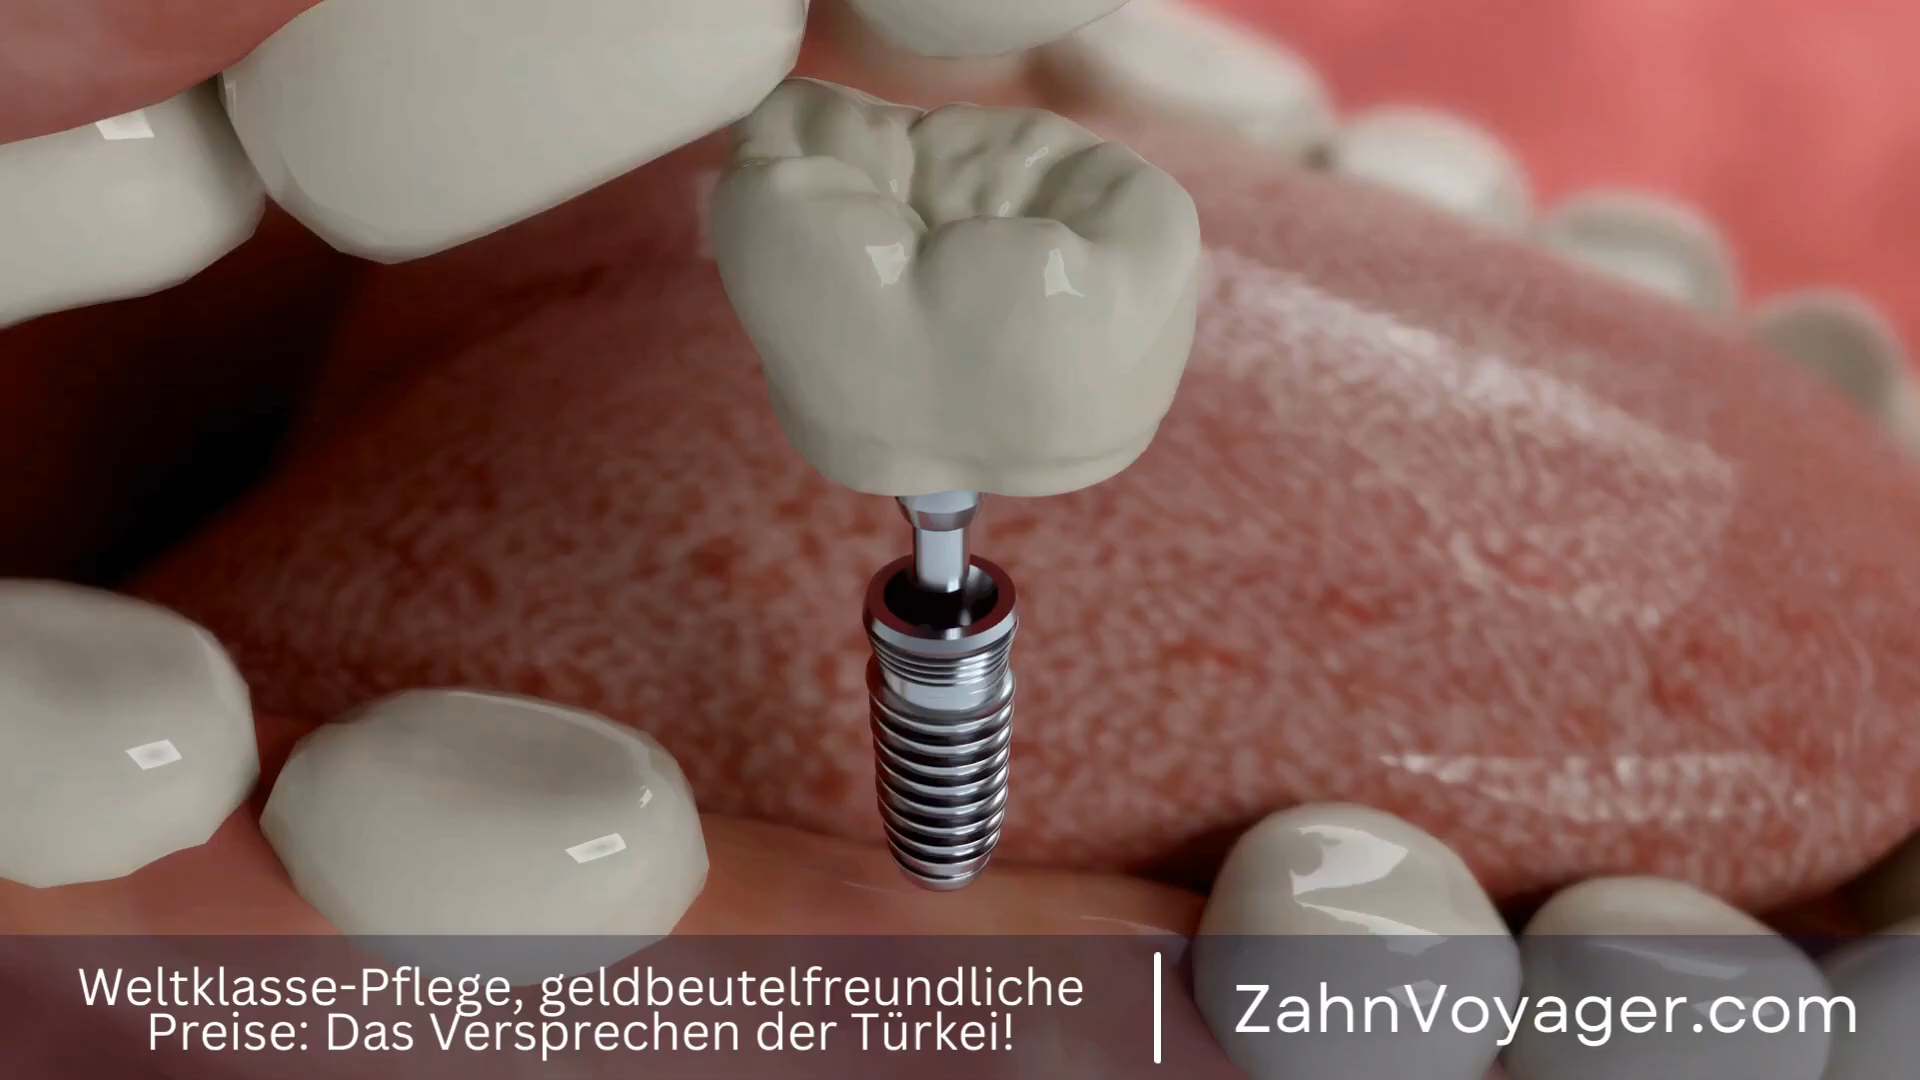 Weltklasse-Pflege, geldbeutelfreundliche
Preise: Das Versprechen der Türkei!
ZahnVoyager.com